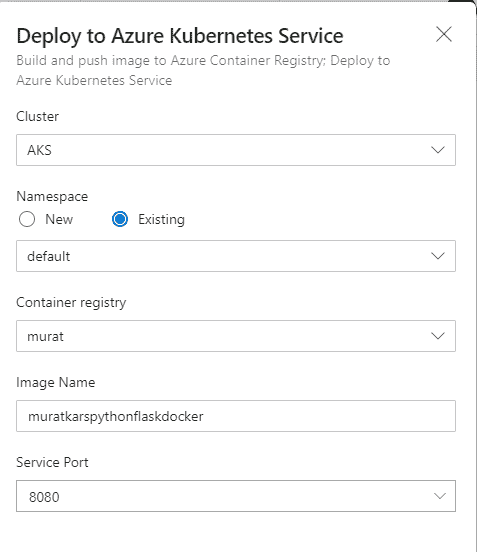 Deploy to Azure Kubernetes Service
Build and push image to Azure Container Registry; Deploy to
Azure Kubernetes Service
Cluster
AKS
Namespace
New Existing
default
Container registry
murat
Image Name
muratkarspythonflaskdocker
Service Port
8080